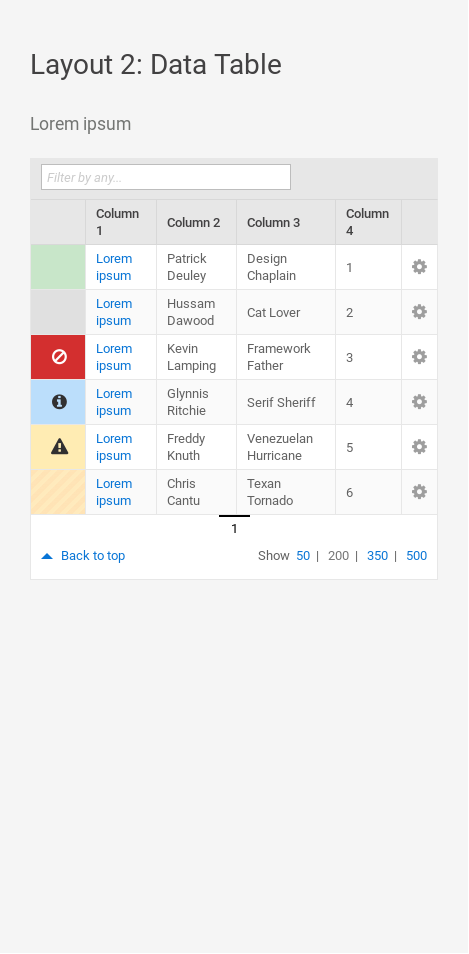 Layout 2: Data Table
Lorem ipsum
Filter by any...
Column 1 Column 2 Column 3 Column 4
Lorem ipsum Patrick Deuley Design Chaplain 1
Lorem ipsum Hussam Dawood Cat Lover 2
Lorem ipsum Kevin Lamping Framework Father 3
Lorem ipsum Glynnis Ritchie Serif Sheriff 4
Lorem ipsum Freddy Knuth Venezuelan Hurricane 5
Lorem ipsum Chris Cantu Texan Tornado 6
1
Back to top Show 50 | 200 | 350 | 500